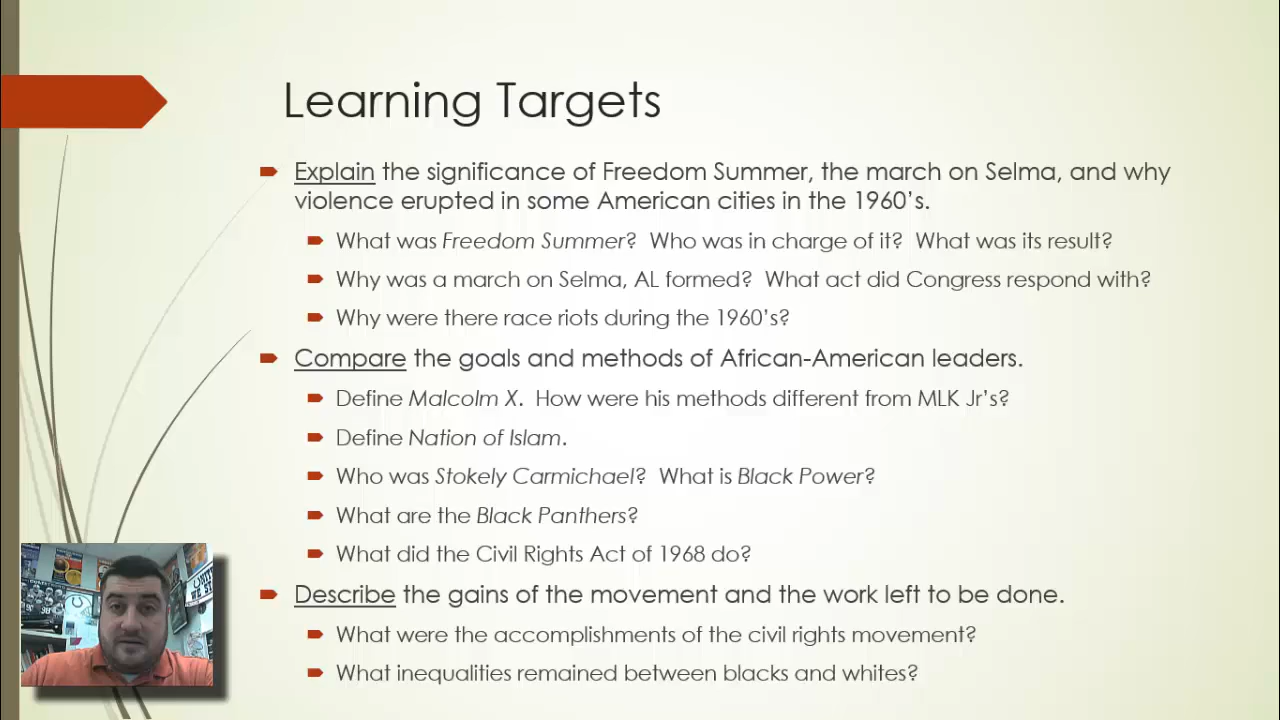 Learning Targets
Explain the significance of Freedom Summer, the march on Selma, and why
violence erupted in some American cities in the 1960's.
What was Freedom Summer? Who was in charge of it? What was its result?
Why was a march on Selma, AL formed? What act did Congress respond with?
Why were there race riots during the 1960's?
Compare the goals and methods of African-American leaders.
Define Malcolm X. How were his methods different from MLK Jr's?
Define Nation of Islam.
Who was Stokely Carmichael? What is Black Power?
What are the Black Panthers?
What did the Civil Rights Act of 1968 do?
Describe the gains of the movement and the work left to be done.
What were the accomplishments of the civil rights movement?
What inequalities remained between blacks and whites?